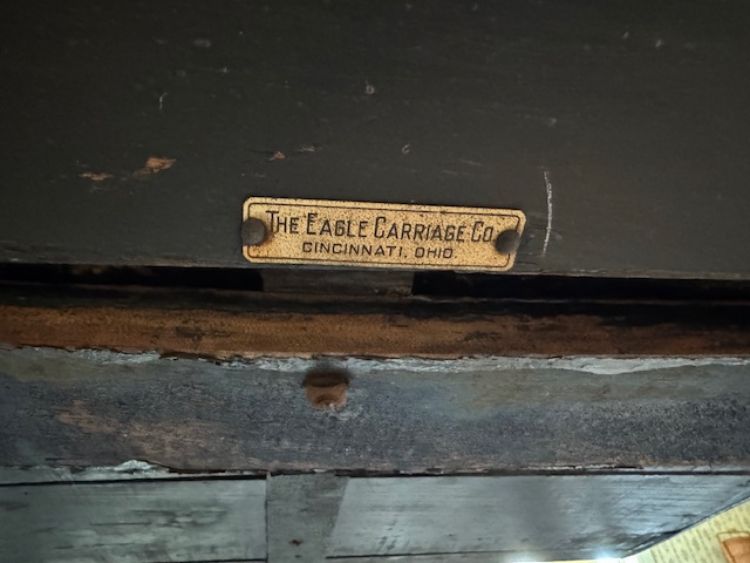 THE EAGLE CARRIAGE CO.
CINCINNATI, OHIO.